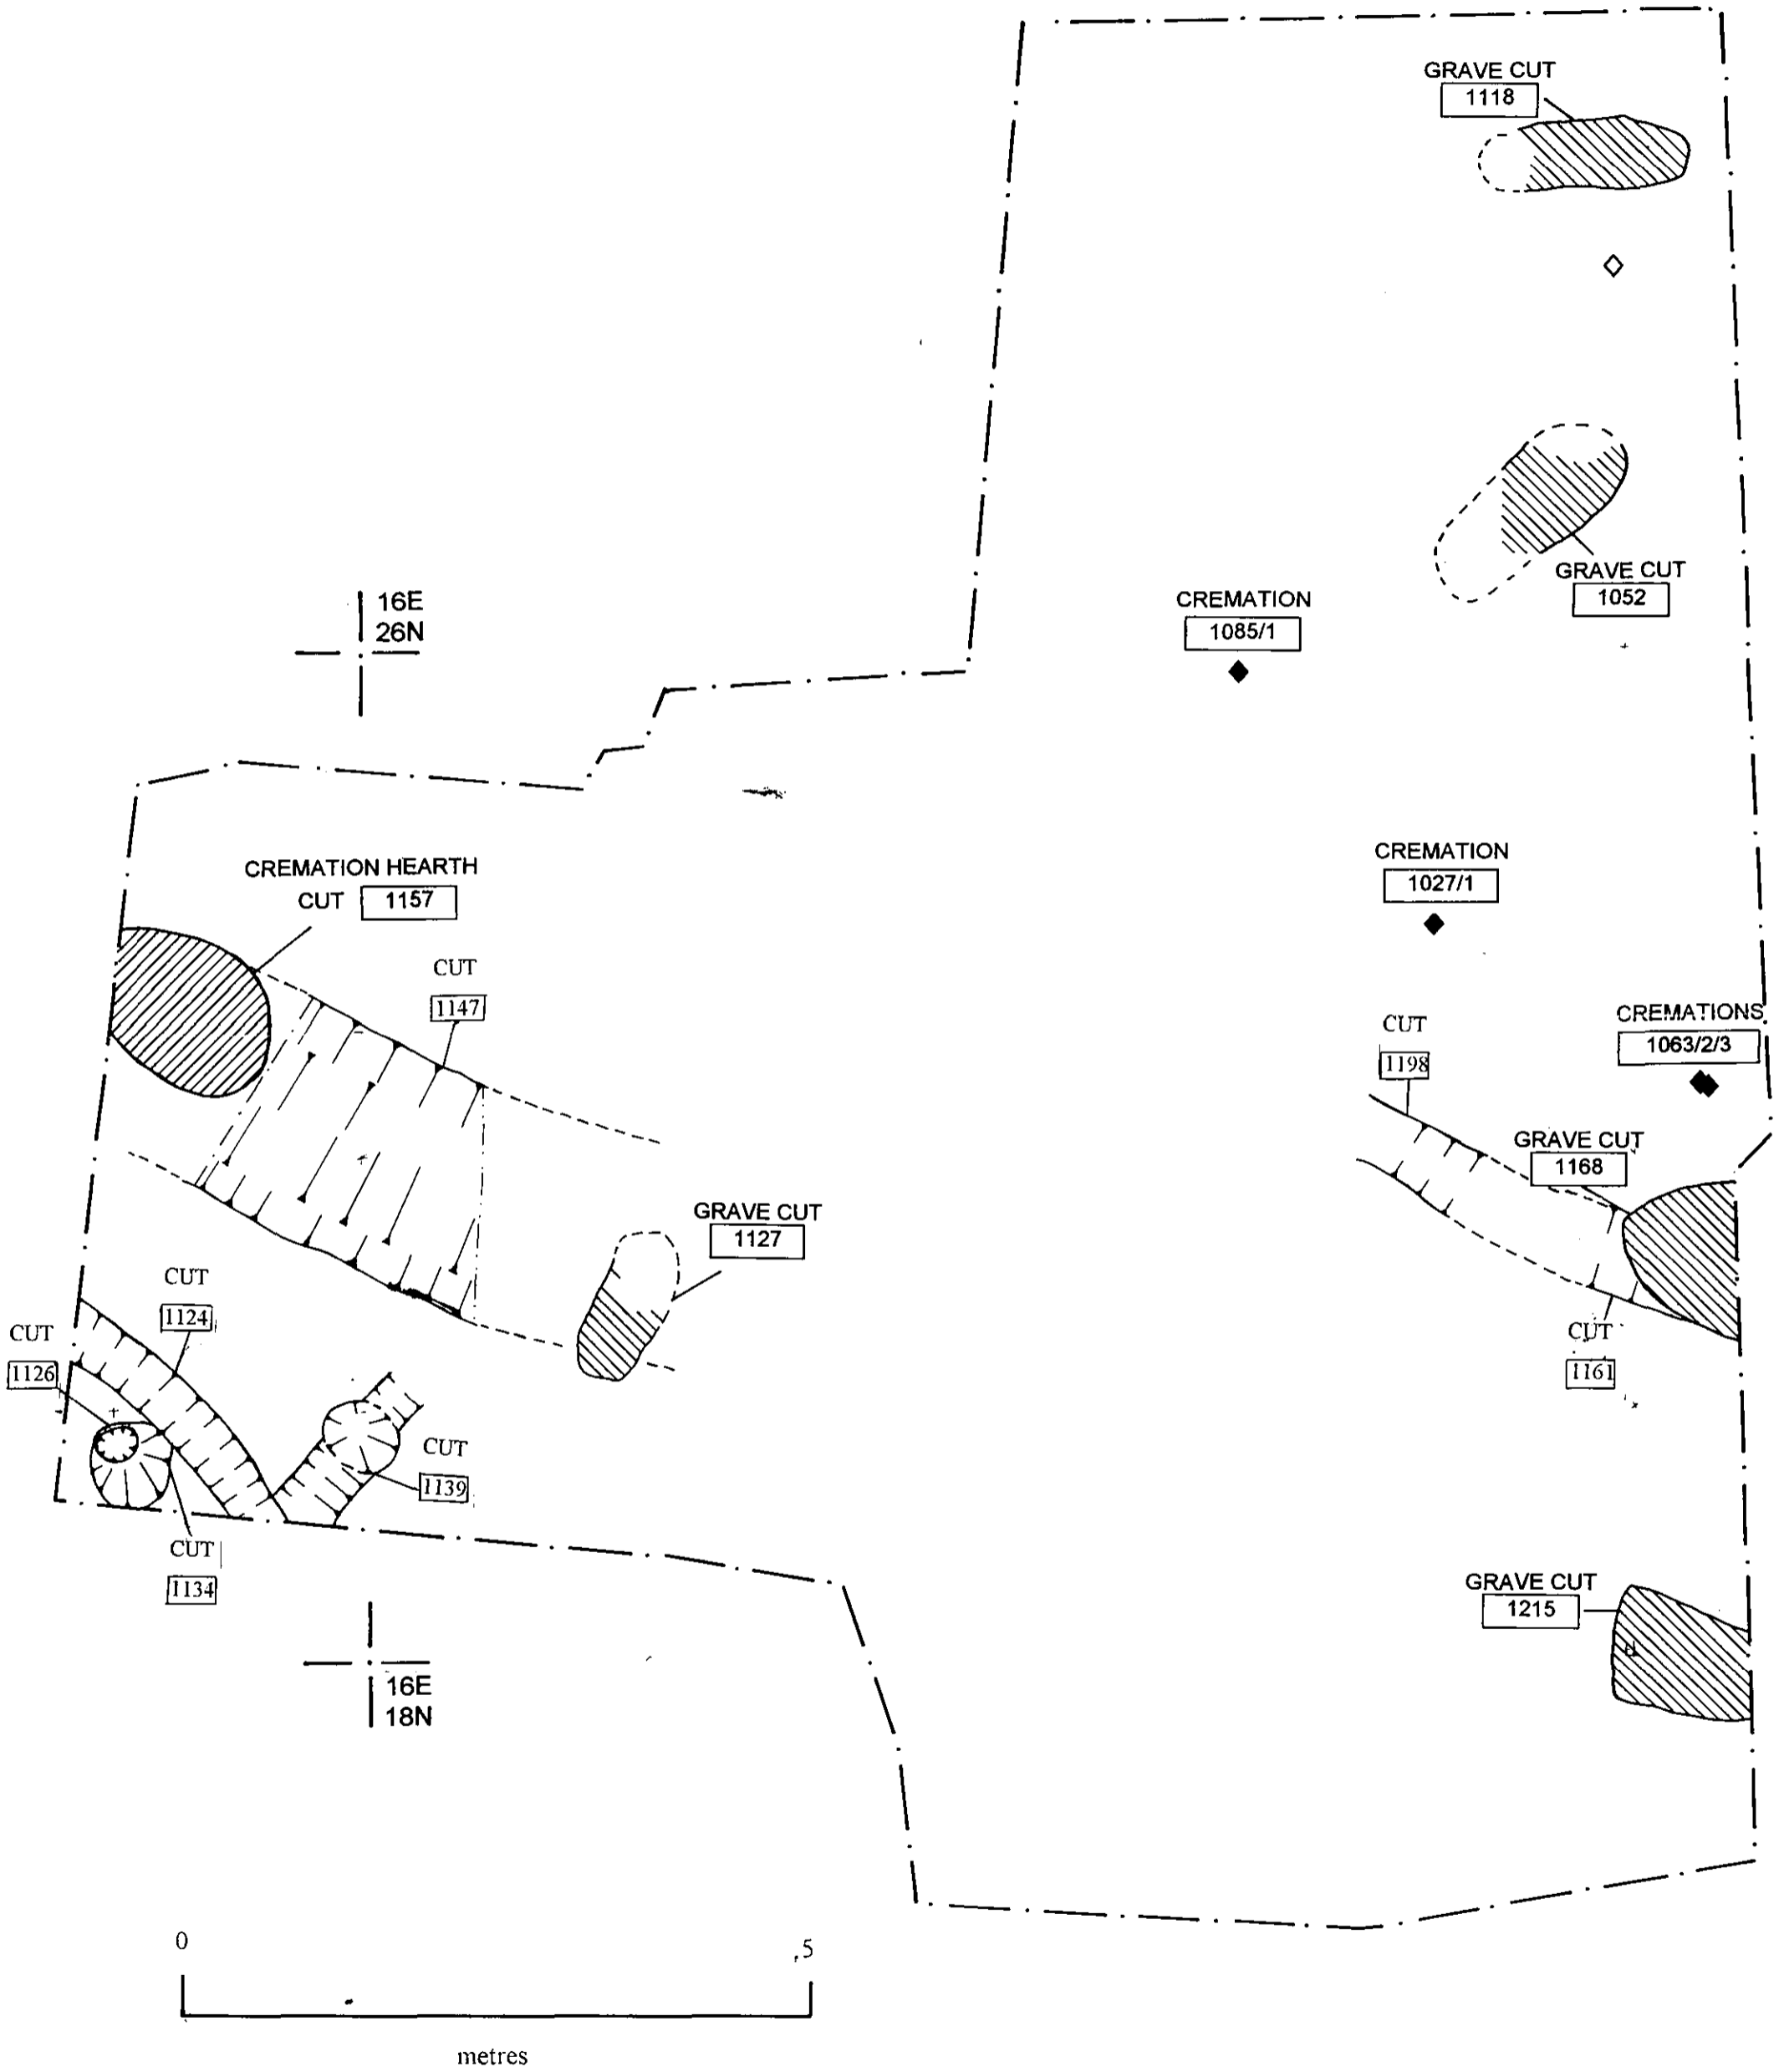 GRAVE CUT
1118
GRAVE CUT
1052
CREMATION
1085/1
16E
26N
CREMATION
1027/1
CREMATION HEARTH
CUT 1157
CUT
1147
CREMATIONS
1063/2/3
CUT
1198
GRAVE CUT
1168
GRAVE CUT
1127
CUT
1124
CUT
1126
CUT
1161
CUT
1139
CUT
1134
GRAVE CUT
1215
16E
18N
0 5
metres